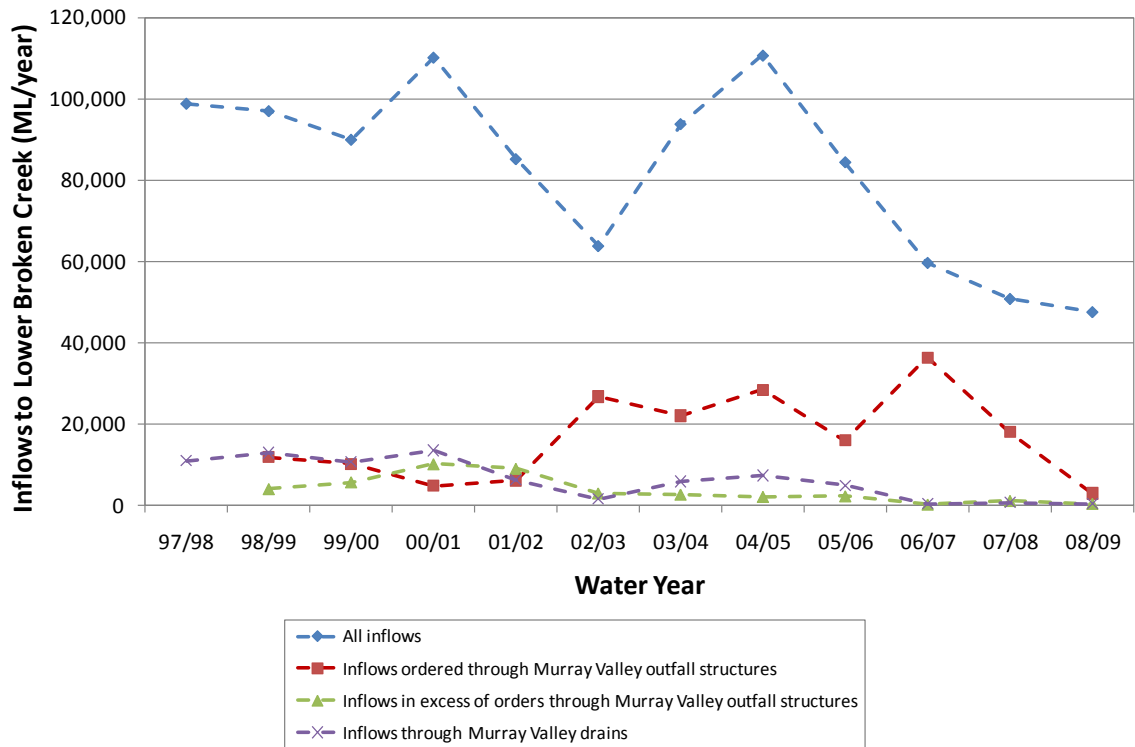 Inflows to Lower Broken Creek (ML/year)
120,000
100,000
80,000
60,000
40,000
20,000
0
97/98 98/99 99/00 00/01 01/02 02/03 03/04 04/05 05/06 06/07 07/08 08/09
Water Year
All inflows
Inflows ordered through Murray Valley outfall structures
Inflows in excess of orders through Murray Valley outfall structures
Inflows through Murray Valley drains